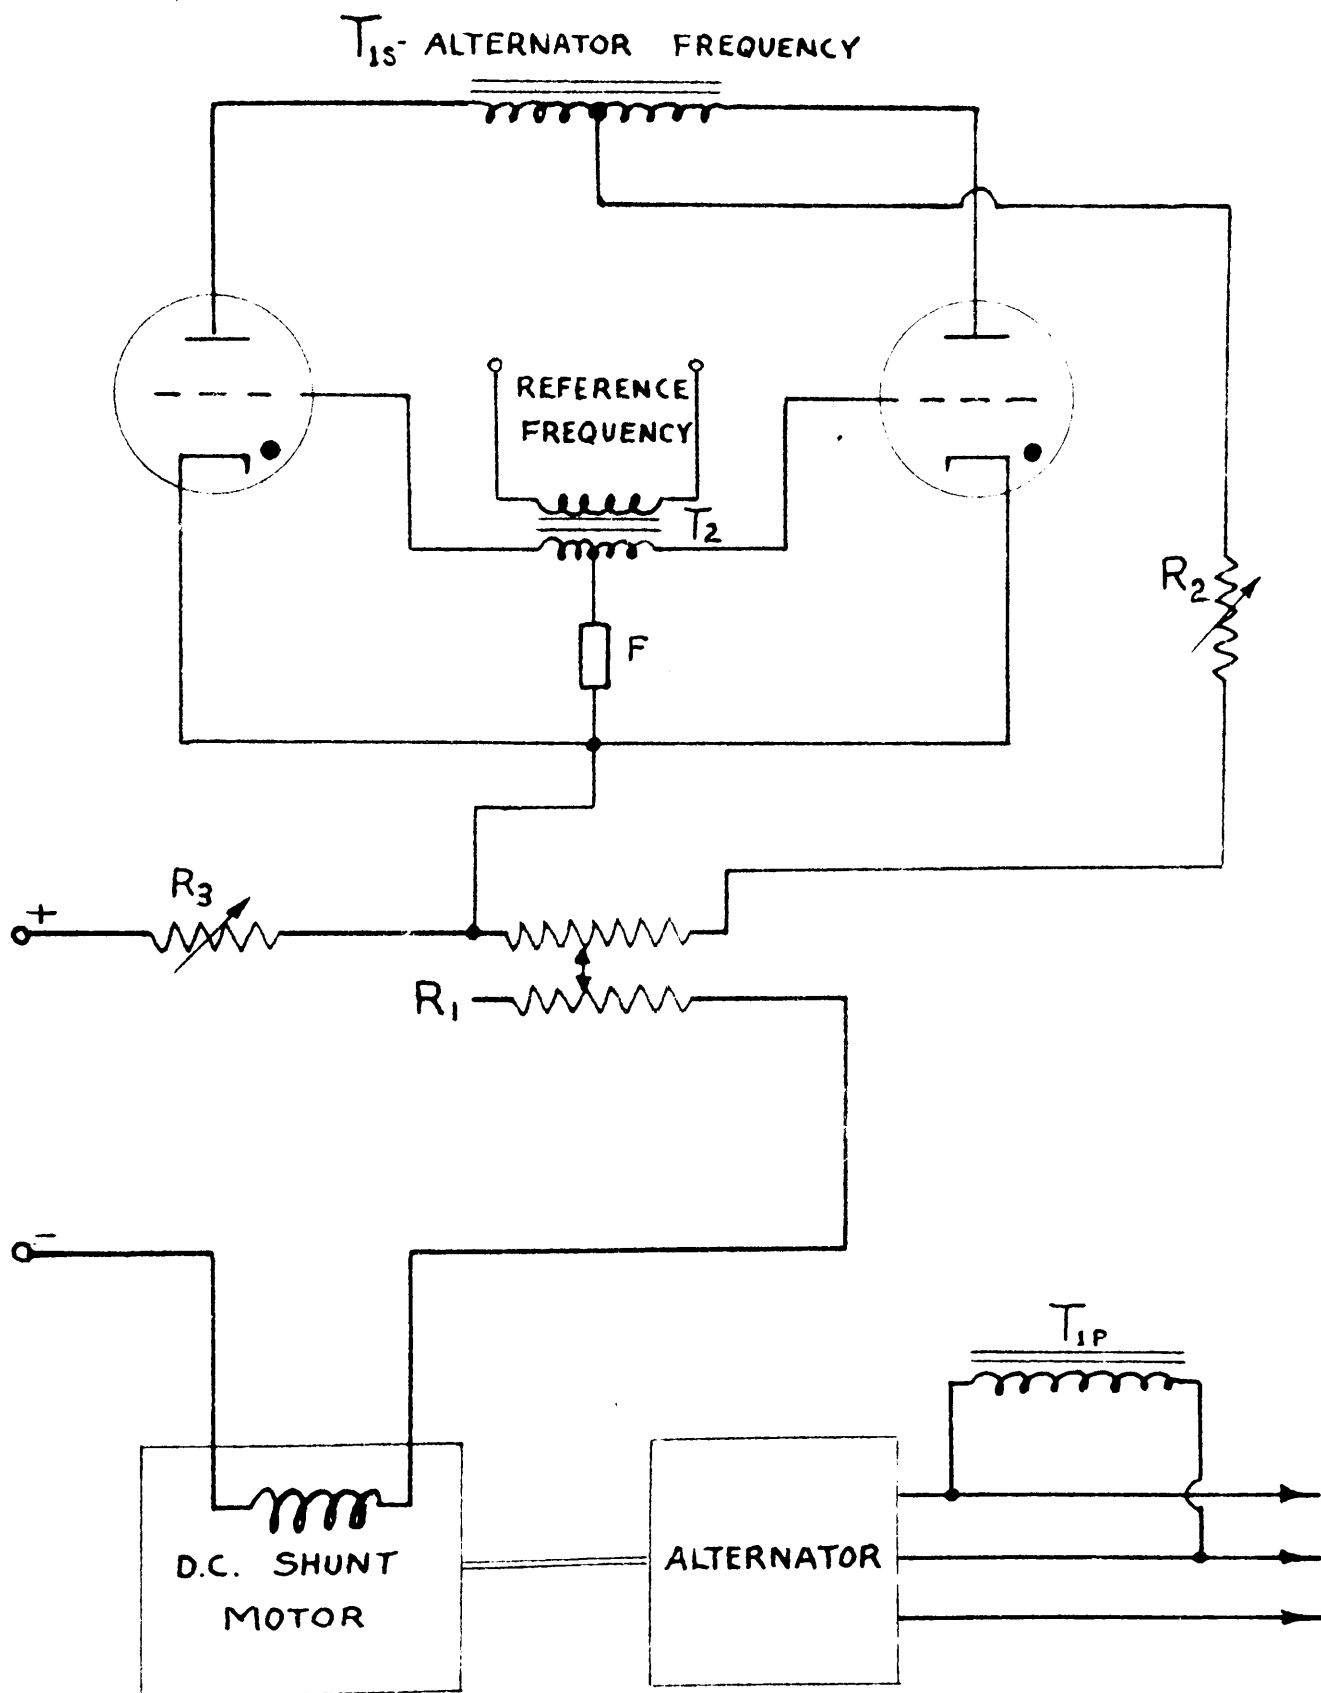 T1S- ALTERNATOR FREQUENCY
REFERENCE
FREQUENCY
T2
R2
F
R3
+
R1
-
T1P
D.C. SHUNT
MOTOR
ALTERNATOR